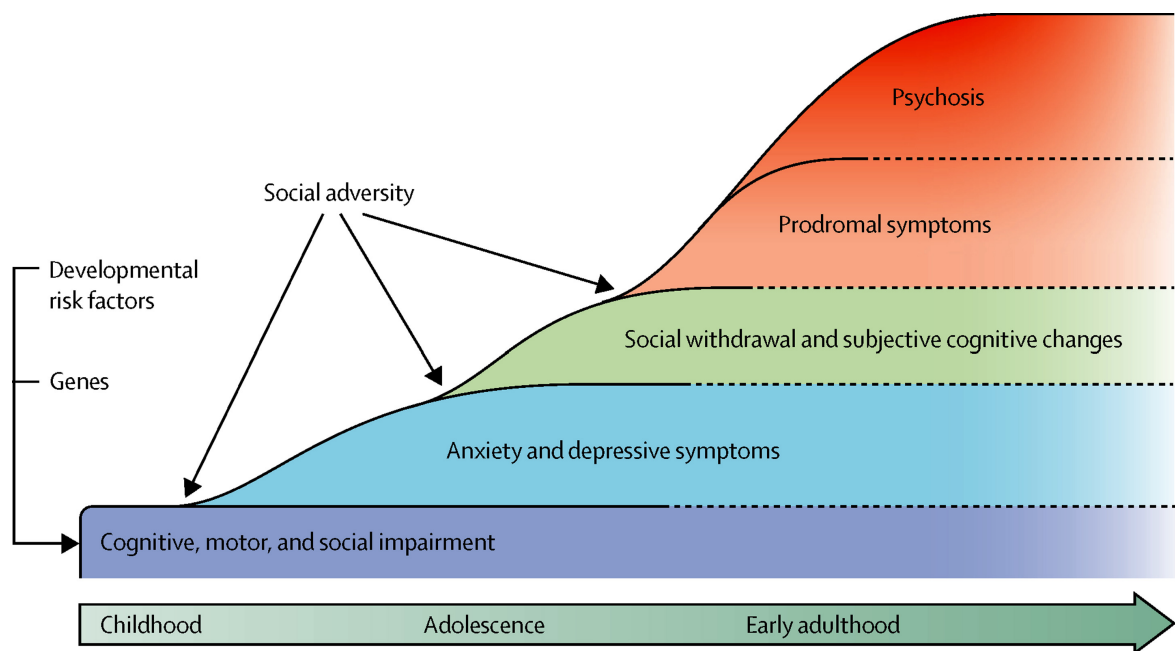 Psychosis
Social adversity
Prodromal symptoms
Developmental
risk factors
Social withdrawal and subjective cognitive changes
Genes
Anxiety and depressive symptoms
Cognitive, motor, and social impairment
Childhood
Adolescence
Early adulthood